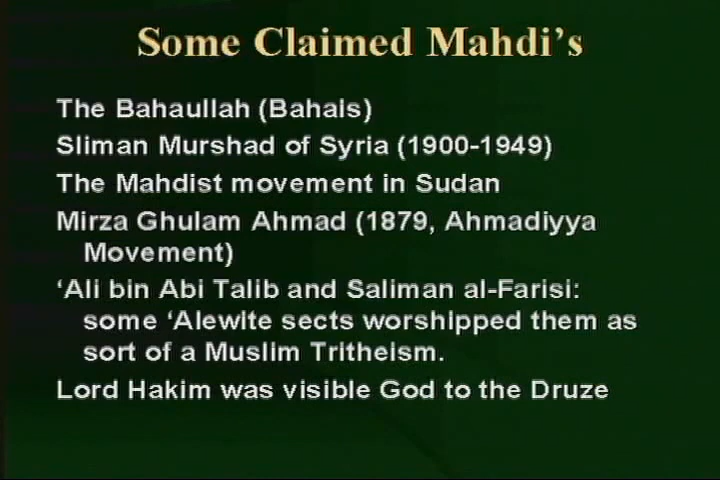 Some Claimed Mahdi's
The Bahaullah (Bahais)
Sliman Murshad of Syria (1900-1949)
The Mahdist movement in Sudan
Mirza Ghulam Ahmad (1879, Ahmadiyya
Movement)
‘Ali bin Abi Talib and Saliman al-Farisi:
some ‘Alewite sects worshipped them as
sort of a Muslim Tritheism.
Lord Hakim was visible God to the Druze